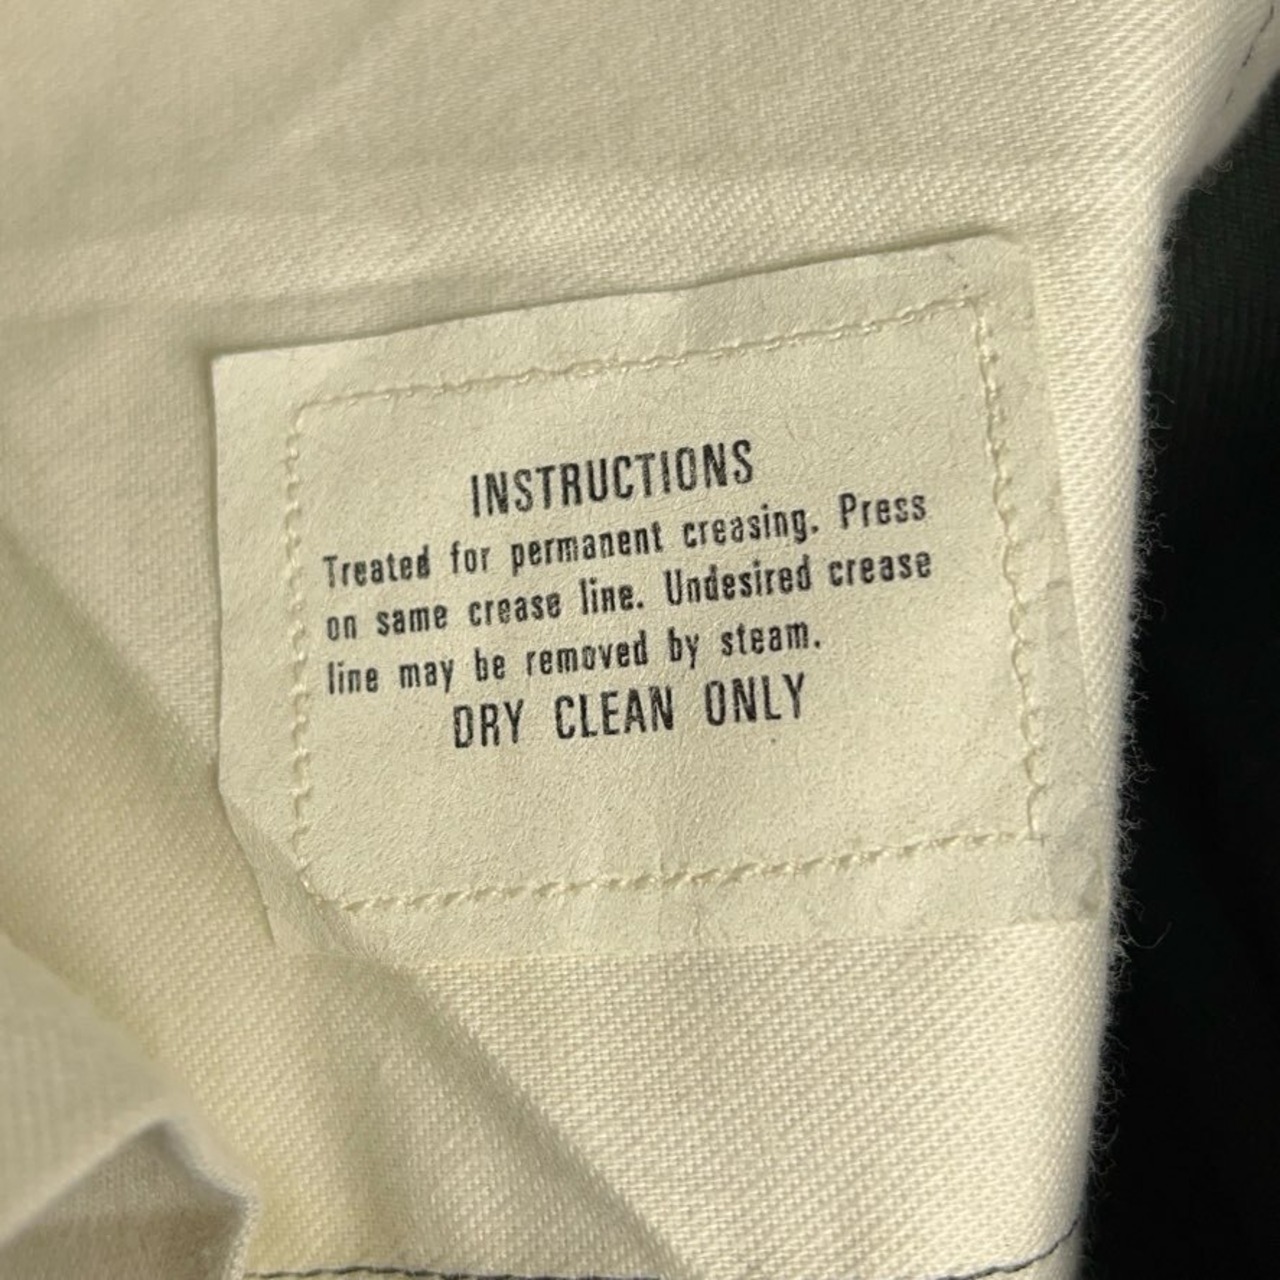 INSTRUCTIONS
Treated for permanent creasing. Press
on same crease line. Undesired crease
line may be removed by steam.
DRY CLEAN ONLY